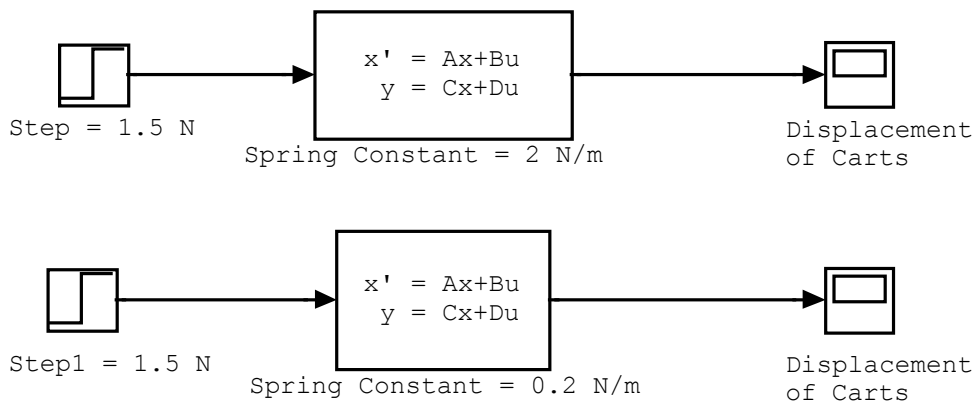 x' = Ax+Bu
y = Cx+Du
Step = 1.5 N
Spring Constant = 2 N/m
Displacement
of Carts
x' = Ax+Bu
y = Cx+Du
Step1 = 1.5 N
Spring Constant = 0.2 N/m
Displacement
of Carts